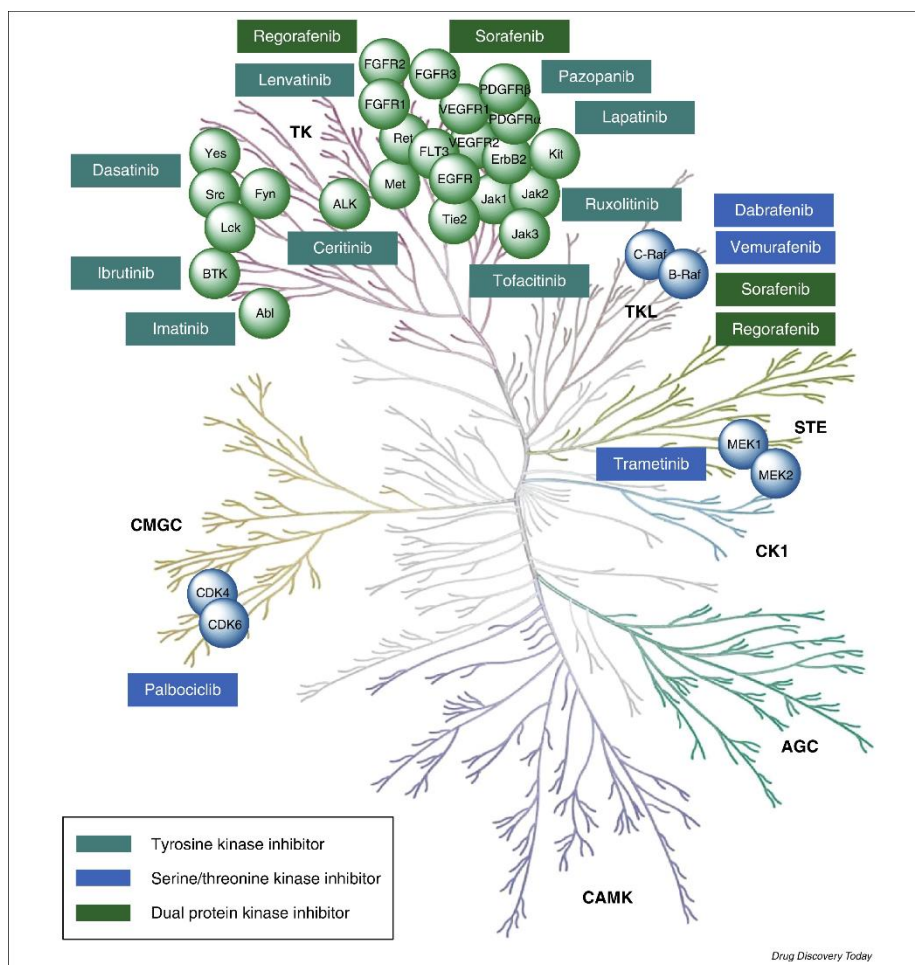 Regorafenib
Sorafenib
Lenvatinib
FGFR2
FGFR3
Pazopanib
PDGFRβ
FGFR1
VEGFR1
PDGFRα
Lapatinib
TK
Ret
VEGFR2
FLT3
ErbB2
Kit
Dasatinib
Yes
Src
Fyn
Met
EGFR
ALK
Jak1
Jak2
Ruxolitinib
Dabrafenib
Lck
Tie2
Jak3
Ceritinib
C-Raf
Vemurafenib
Ibrutinib
BTK
Tofacitinib
B-Raf
Sorafenib
TKL
Imatinib
Abl
Regorafenib
STE
MEK1
Trametinib
MEK2
CMGC
CK1
CDK4
CDK6
Palbociclib
AGC
CAMK
Tyrosine kinase inhibitor
Serine/threonine kinase inhibitor
Dual protein kinase inhibitor
Drug Discovery Today